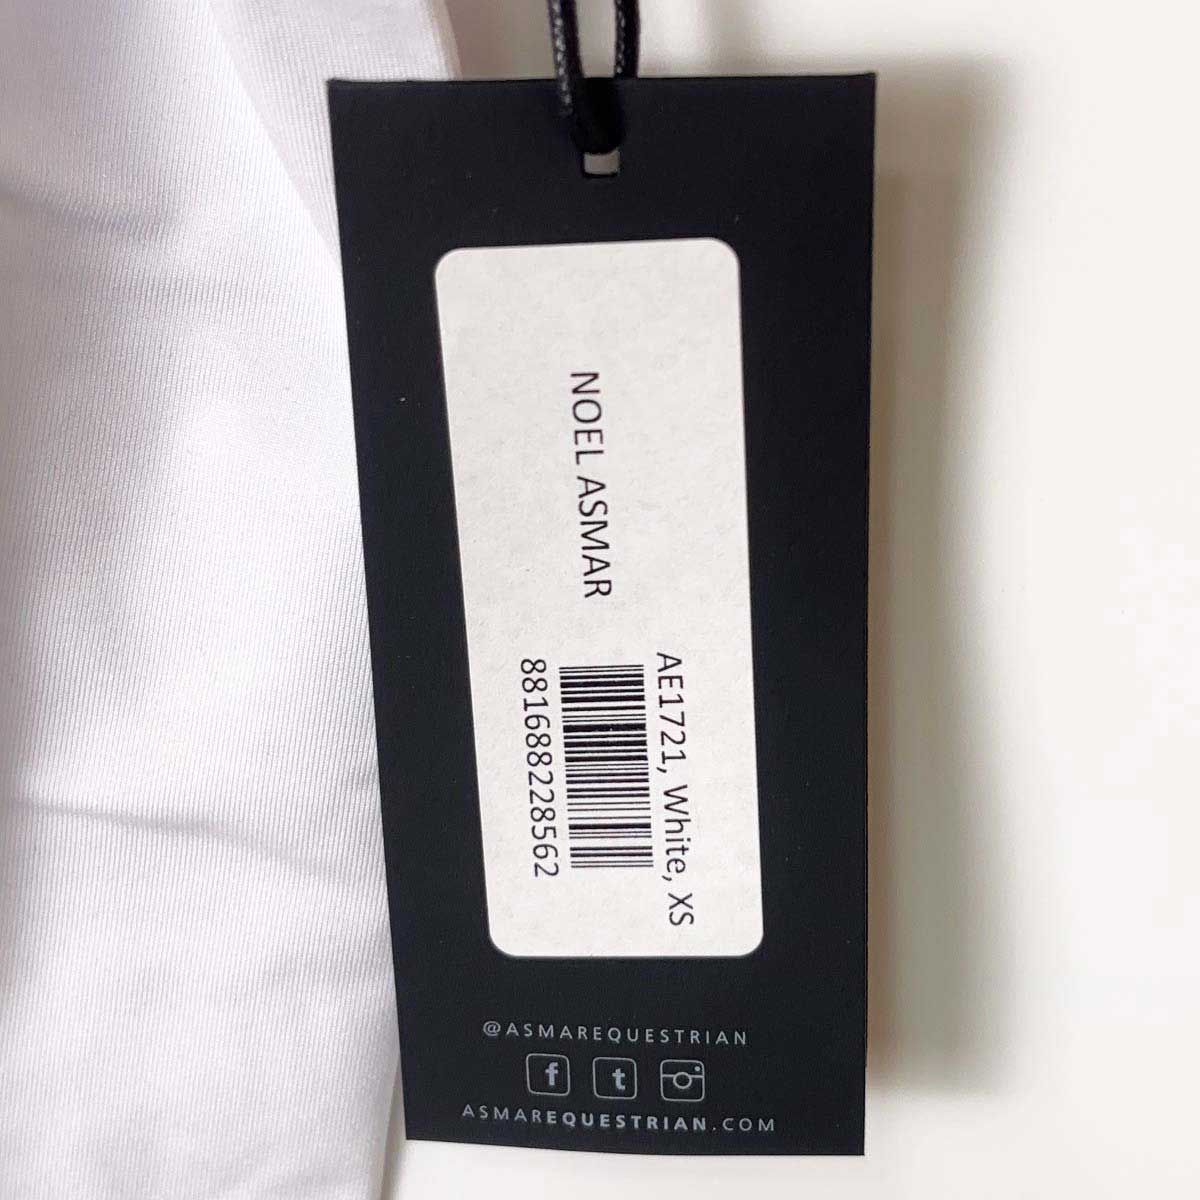 NOEL ASMAR
AE1721, White, XS
881688228562
@ASMAREQUESTRIAN
f t
ASMAREQUESTRIAN.COM